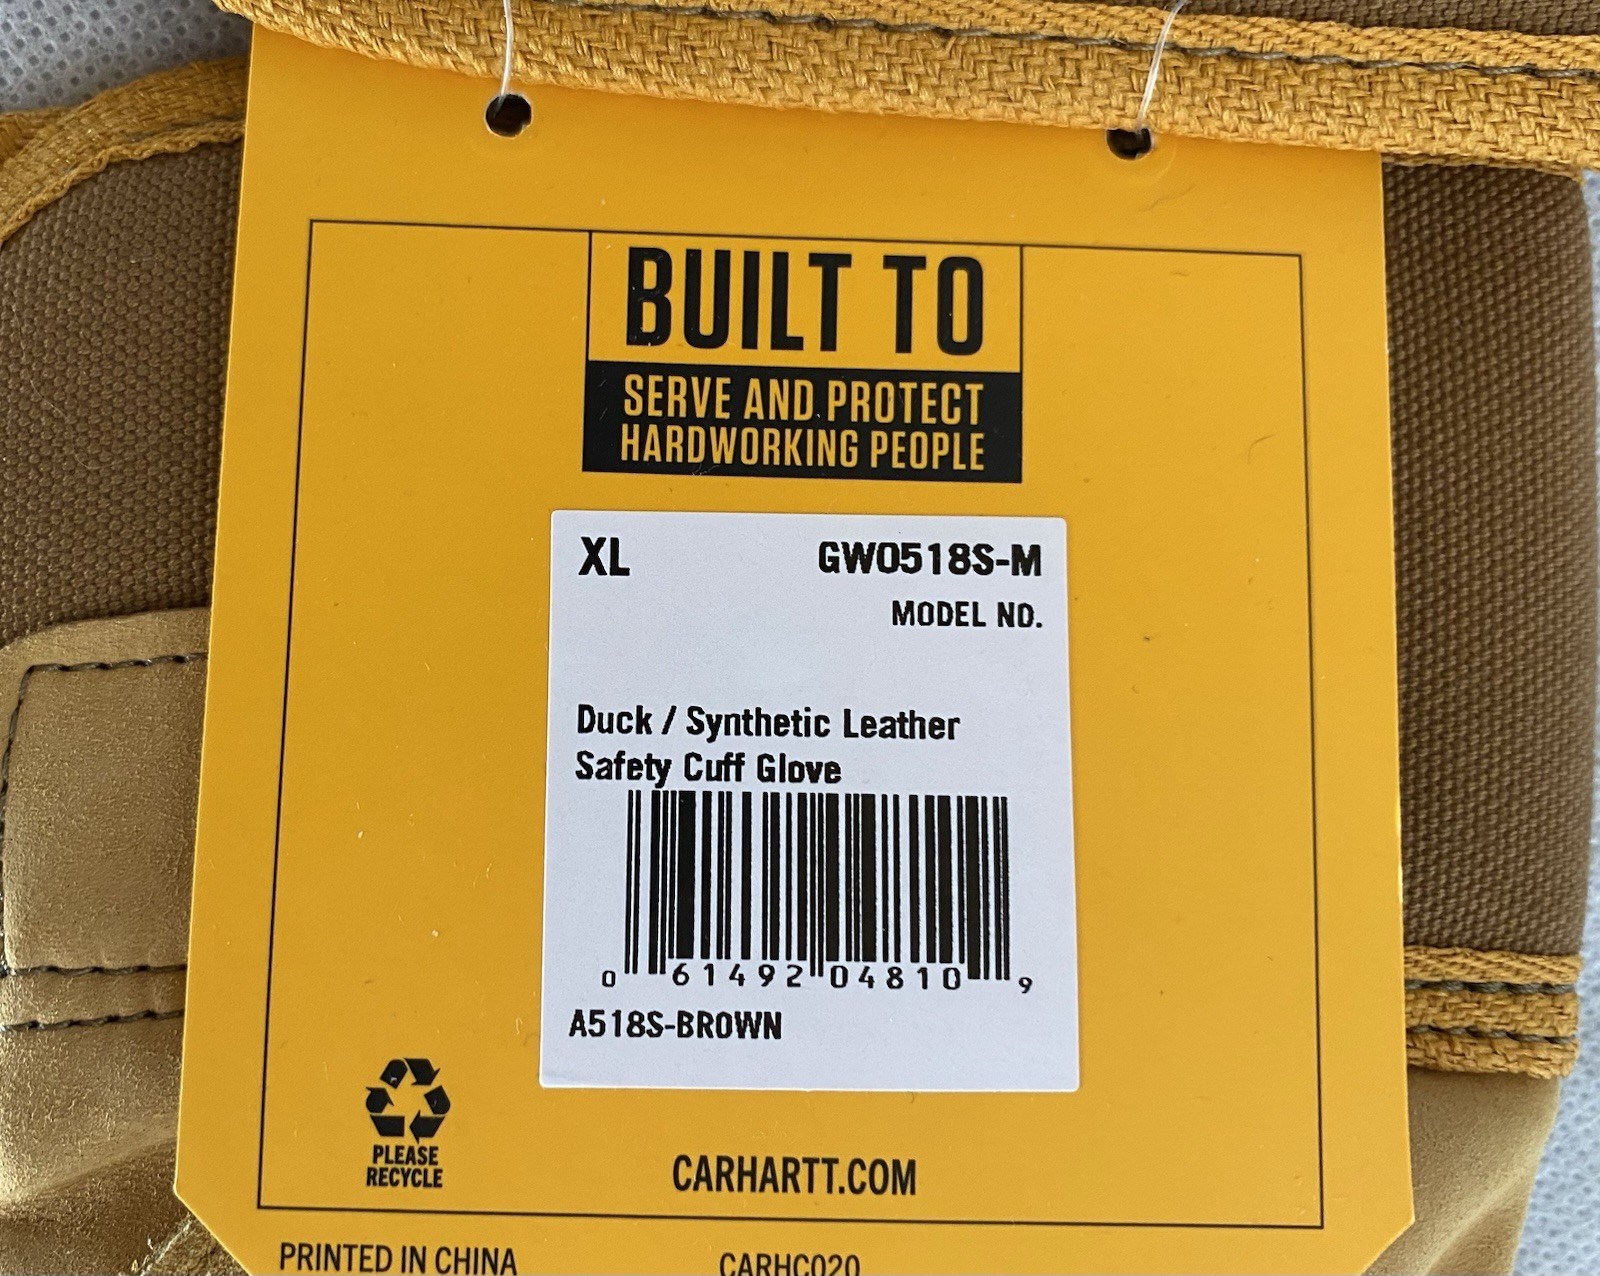 BUILT TO
SERVE AND PROTECT
HARDWORKING PEOPLE
XL GW0518S-M
MODEL NO.
Duck / Synthetic Leather
Safety Cuff Glove
0 61492 04810 9
A518S-BROWN
PLEASE
RECYCLE
CARHARTT.COM
PRINTED IN CHINA CARHC020